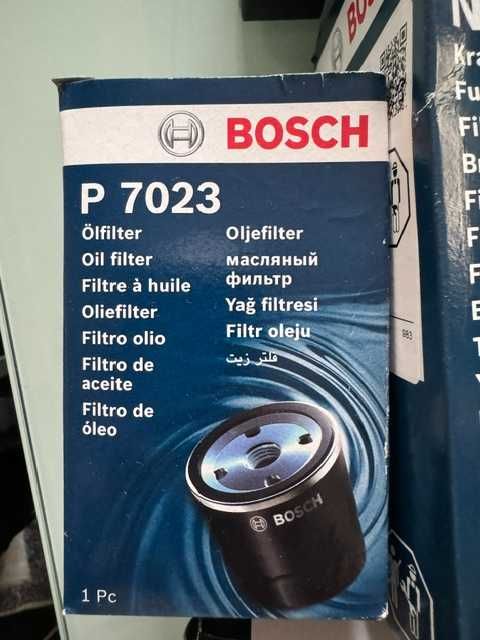 BOSCH
P 7023
Ölfilter
Oil filter
Filtre à huile
Oliefilter
Filtro olio
Filtro de
aceite
Filtro de
óleo
Oljefilter
масляный
фильтр
Yağ filtresi
Filtr oleju
فلتر زيت
BOSCH
1 Pc
983